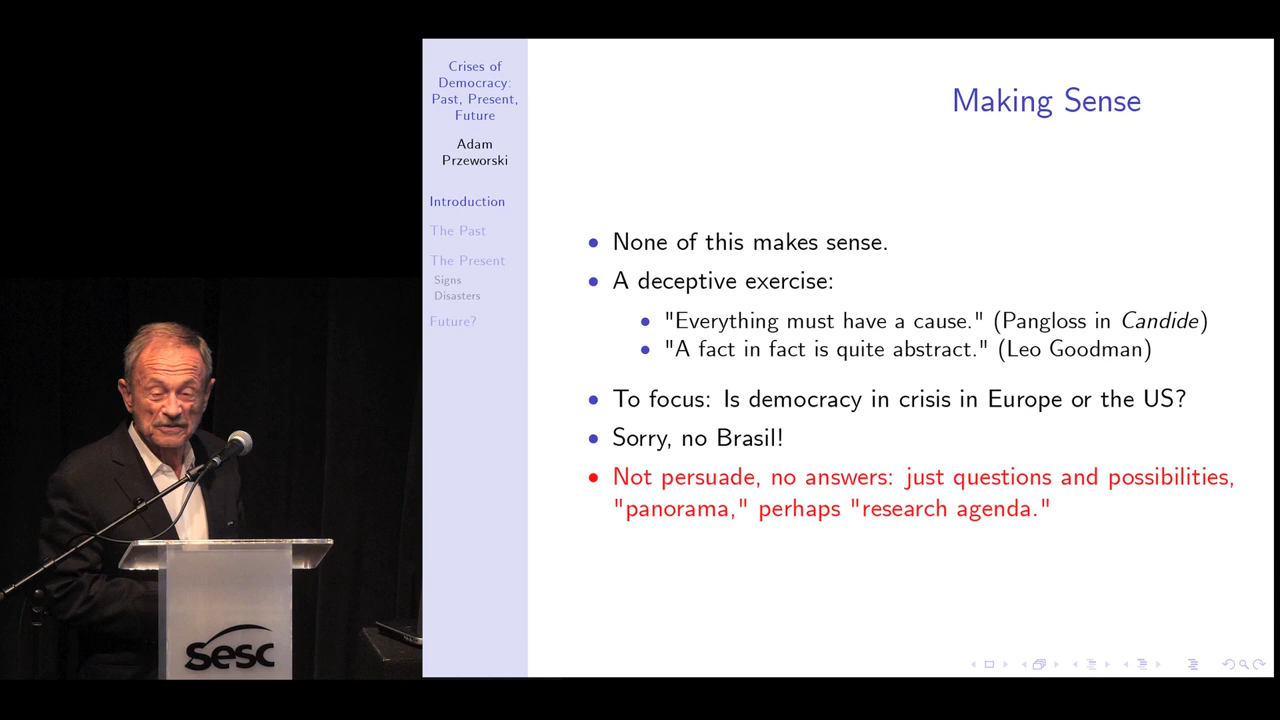 Crises of
Democracy:
Past, Present,
Future
Adam
Przeworski
Introduction
The Past
The Present
Signs
Disasters
Future?
Making Sense
None of this makes sense.
A deceptive exercise:
"Everything must have a cause." (Pangloss in Candide)
"A fact in fact is quite abstract." (Leo Goodman)
To focus: Is democracy in crisis in Europe or the US?
Sorry, no Brasil!
Not persuade, no answers: just questions and possibilities,
"panorama," perhaps "research agenda."
sesc